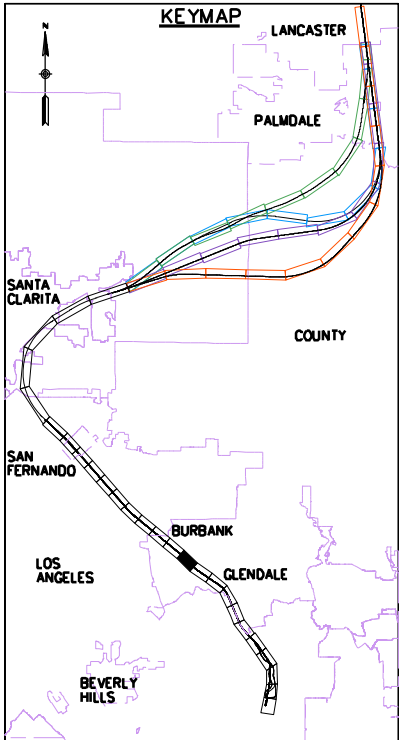 KEYMAP
N
LANCASTER
PALMDALE
SANTA
CLARITA
COUNTY
SAN
FERNANDO
BURBANK
LOS
ANGELES
GLENDALE
BEVERLY
HILLS